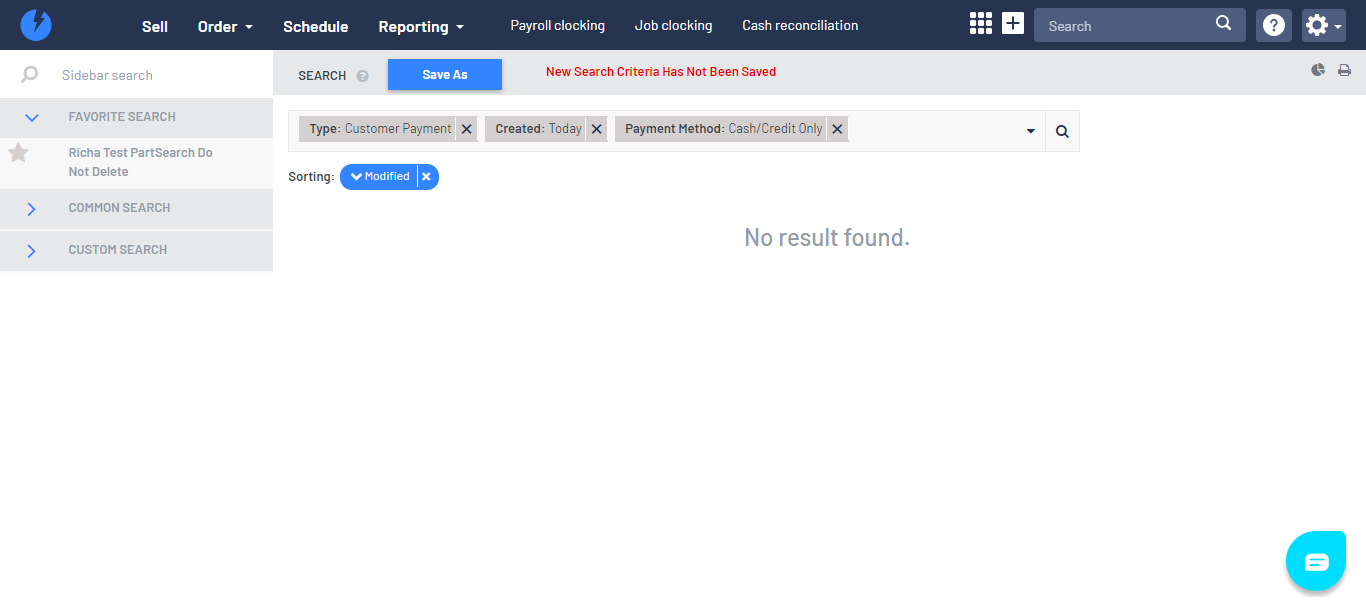 Sell Order Schedule Reporting Payroll clocking Job clocking Cash reconciliation Search
Sidebar search
SEARCH Save As New Search Criteria Has Not Been Saved
FAVORITE SEARCH
Richa Test PartSearch Do
Not Delete
COMMON SEARCH
CUSTOM SEARCH
Type: Customer Payment Created: Today Payment Method: Cash/Credit Only
Sorting: Modified
No result found.